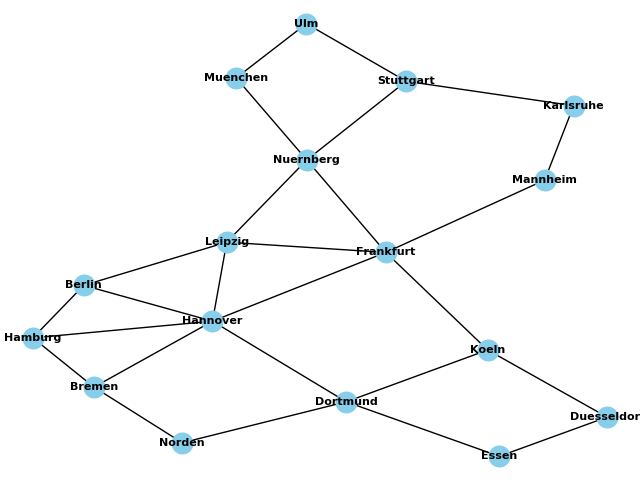 Ulm
Muenchen
Stuttgart
Karlsruhe
Nuernberg
Mannheim
Leipzig
Frankfurt
Berlin
Hannover
Hamburg
Koeln
Bremen
Dortmund
Duesseldor
Norden
Essen